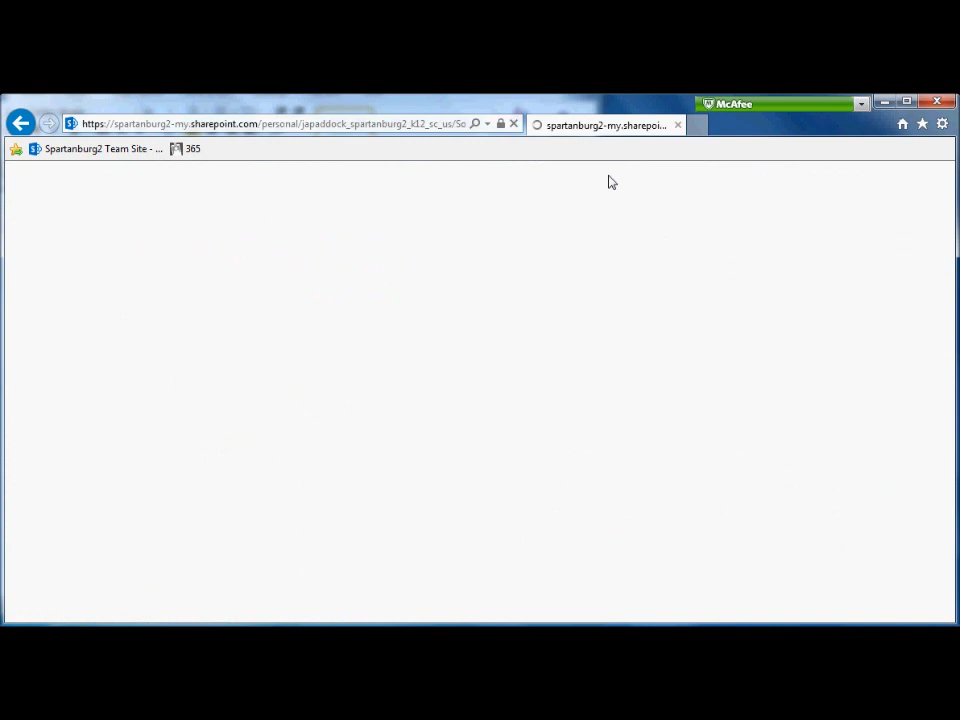 McAfee
https://spartanburg2-my.sharepoint.com/personal/japaddock_spartanburg2_k12_sc_us/So
spartanburg2-my.sharepoi...
Spartanburg2 Team Site - ...
365